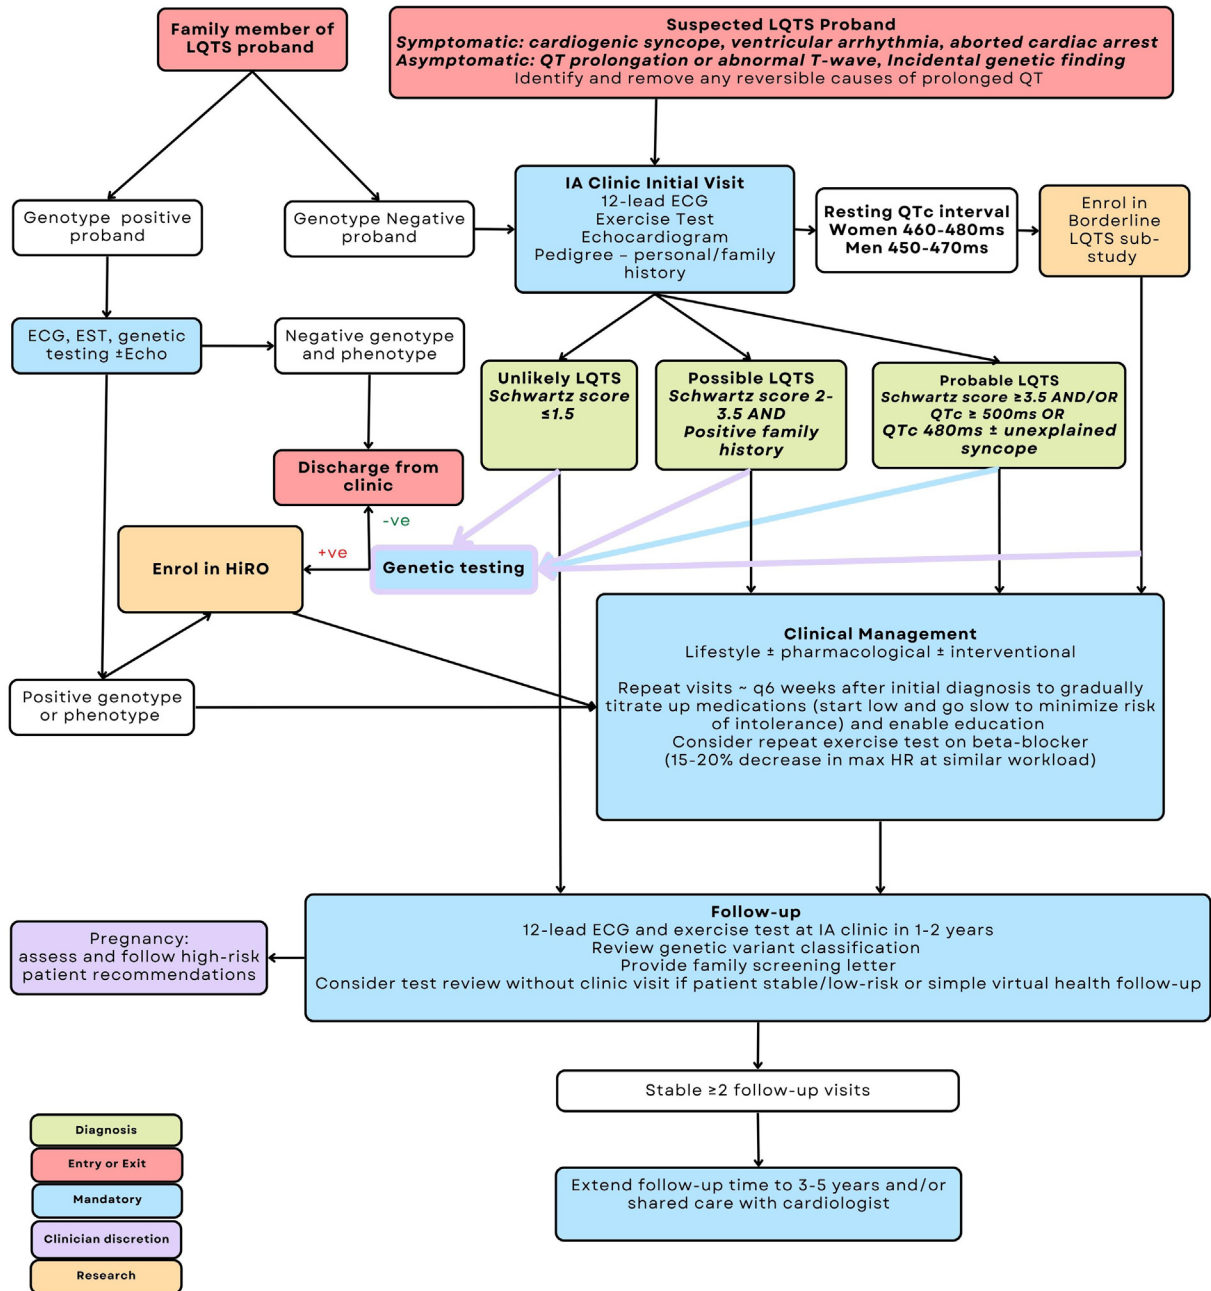 Family member of
LQTS proband
Suspected LQTS Proband
Symptomatic: cardiogenic syncope, ventricular arrhythmia, aborted cardiac arrest
Asymptomatic: QT prolongation or abnormal T-wave, Incidental genetic finding
Identify and remove any reversible causes of prolonged QT
Genotype positive
proband
Genotype Negative
proband
IA Clinic Initial Visit
12-lead ECG
Exercise Test
Echocardiogram
Pedigree – personal/family
history
Resting QTc interval
Women 460-480ms
Men 450-470ms
Enrol in
Borderline
LQTS sub-
study
ECG, EST, genetic
testing ±Echo
Negative genotype
and phenotype
Unlikely LQTS
Schwartz score
≤1.5
Possible LQTS
Schwartz score 2-
3.5 AND
Positive family
history
Probable LQTS
Schwartz score ≥3.5 AND/OR
QTc ≥ 500ms OR
QTc 480ms ± unexplained
syncope
Discharge from
clinic
-ve
+ve
Enrol in HiRO
Genetic testing
Positive genotype
or phenotype
Clinical Management
Lifestyle ± pharmacological ± interventional
Repeat visits ~ q6 weeks after initial diagnosis to gradually
titrate up medications (start low and go slow to minimize risk
of intolerance) and enable education
Consider repeat exercise test on beta-blocker
(15-20% decrease in max HR at similar workload)
Pregnancy:
assess and follow high-risk
patient recommendations
Follow-up
12-lead ECG and exercise test at IA clinic in 1-2 years
Review genetic variant classification
Provide family screening letter
Consider test review without clinic visit if patient stable/low-risk or simple virtual health follow-up
Stable ≥2 follow-up visits
Extend follow-up time to 3-5 years and/or
shared care with cardiologist
Diagnosis
Entry or Exit
Mandatory
Clinician discretion
Research